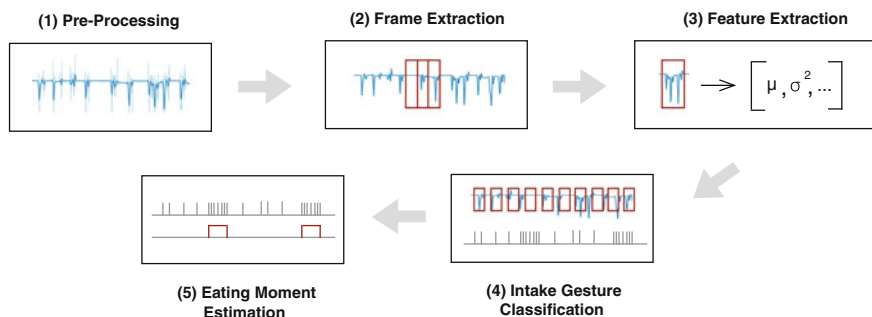 (1) Pre-Processing
(2) Frame Extraction
(3) Feature Extraction
μ, σ², ...
(4) Intake Gesture
Classification
(5) Eating Moment
Estimation